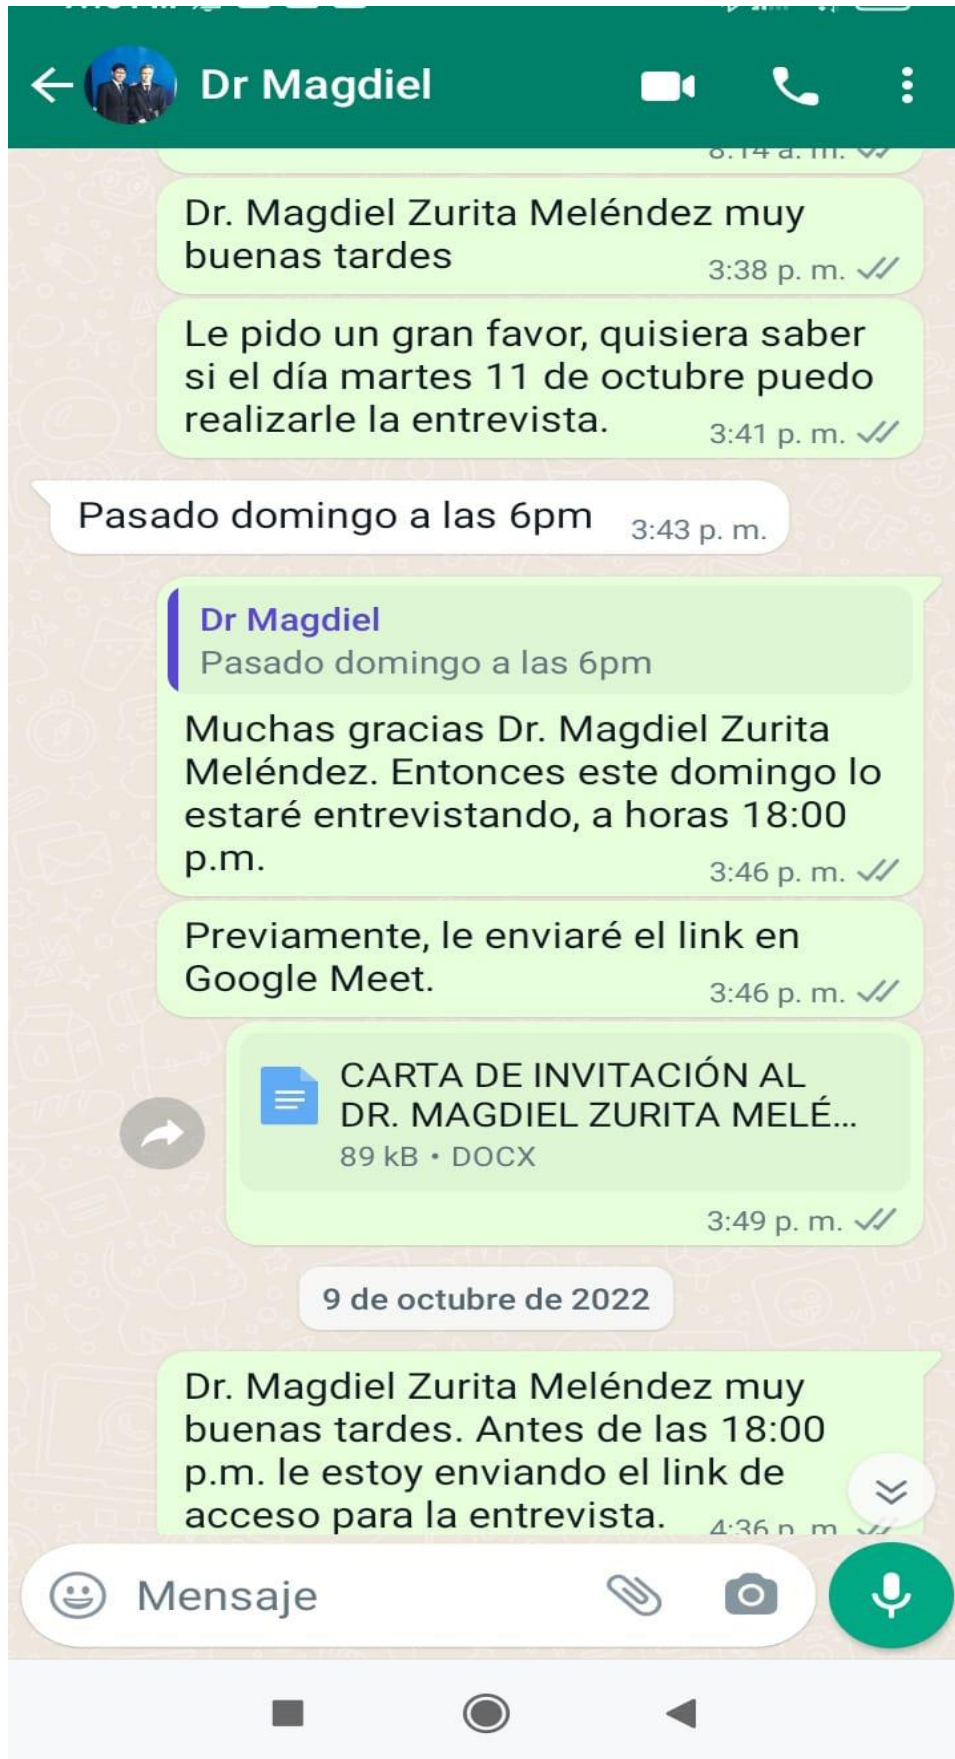 Dr Magdiel
8:14 a. m.
Dr. Magdiel Zurita Meléndez muy
buenas tardes
3:38 p. m.
Le pido un gran favor, quisiera saber
si el día martes 11 de octubre puedo
realizarle la entrevista.
3:41 p. m.
Pasado domingo a las 6pm
3:43 p. m.
Dr Magdiel
Pasado domingo a las 6pm
Muchas gracias Dr. Magdiel Zurita
Meléndez. Entonces este domingo lo
estaré entrevistando, a horas 18:00
p.m.
3:46 p. m.
Previamente, le enviaré el link en
Google Meet.
3:46 p. m.
CARTA DE INVITACIÓN AL
DR. MAGDIEL ZURITA MELÉ...
89 kB • DOCX
3:49 p. m.
9 de octubre de 2022
Dr. Magdiel Zurita Meléndez muy
buenas tardes. Antes de las 18:00
p.m. le estoy enviando el link de
acceso para la entrevista.
4:36 p. m.
Mensaje